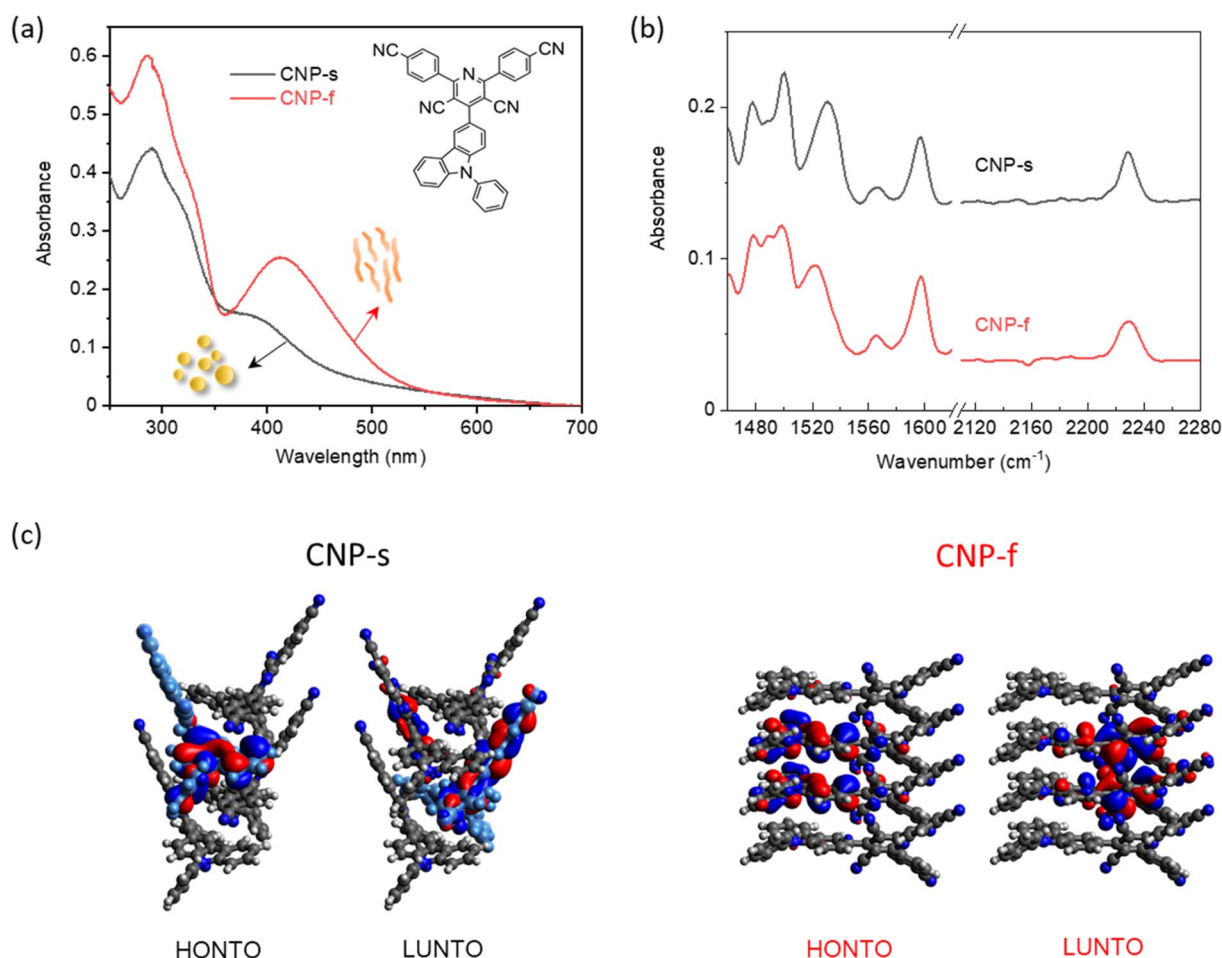 (a)
0.6
0.5
0.4
0.3
0.2
0.1
0
300
400
500
600
700
Absorbance
Wavelength (nm)
CNP-s
CNP-f
CN
CN
N
CN
CN
N
(b)
0.2
0.1
0
1480
1520
1560
1600
2120
2160
2200
2240
2280
Absorbance
Wavenumber (cm⁻¹)
CNP-s
CNP-f
(c)
CNP-s
CNP-f
HONTO
LUNTO
HONTO
LUNTO